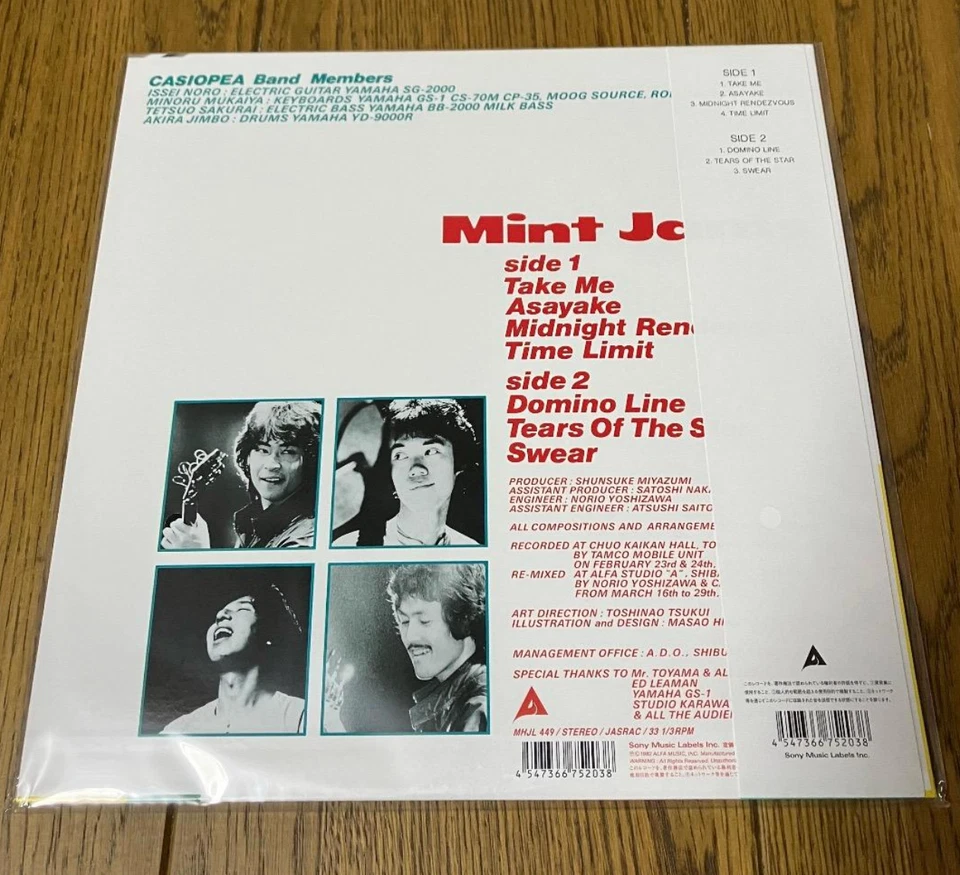 CASIOPEA Band Members
ISSEI NORO : ELECTRIC GUITAR YAMAHA SG-2000
MINORU MUKAIYA : KEYBOARDS YAMAHA GS-1 CS-70M CP-35, MOOG SOURCE, ROL
TETSUO SAKURAI : ELECTRIC BASS YAMAHA BB-2000 MILK BASS
AKIRA JIMBO : DRUMS YAMAHA YD-9000R
Mint Jo
side 1
Take Me
Asayake
Midnight Ren
Time Limit
side 2
Domino Line
Tears Of The S
Swear
PRODUCER : SHUNSUKE MIYAZUMI
ASSISTANT PRODUCER : SATOSHI NAKA
ENGINEER : NORIO YOSHIZAWA
ASSISTANT ENGINEER : ATSUSHI SAITO
ALL COMPOSITIONS AND ARRANGEME
RECORDED AT CHUO KAIKAN HALL, TO
BY TAMCO MOBILE UNIT
ON FEBRUARY 23rd & 24th,
RE-MIXED AT ALFA STUDIO "A", SHIBA
BY NORIO YOSHIZAWA &
FROM MARCH 16th to 29th,
ART DIRECTION : TOSHINAO TSUKUI
ILLUSTRATION and DESIGN : MASAO HI
MANAGEMENT OFFICE : A.D.O., SHIBU
SPECIAL THANKS TO Mr. TOYAMA & AL
ED LEAMAN
YAMAHA GS-1
STUDIO KARAWA
& ALL THE AUDIE
MHJL 449 / STEREO / JASRAC / 33 1/3 RPM
4 547366 752038
Sony Music Labels Inc.
SIDE 1
1. TAKE ME
2. ASAYAKE
3. MIDNIGHT RENDEZVOUS
4. TIME LIMIT
SIDE 2
1. DOMINO LINE
2. TEARS OF THE STAR
3. SWEAR
4 547366 752038
Sony Music Labels Inc.